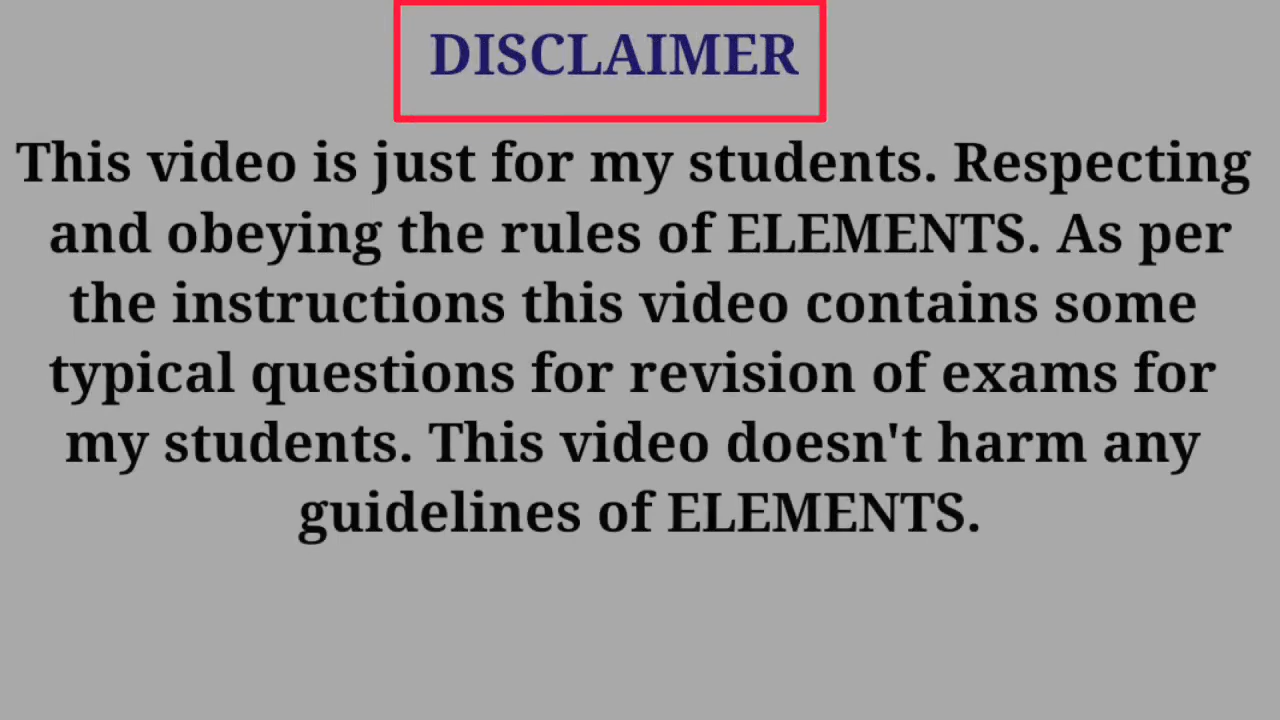 DISCLAIMER
This video is just for my students. Respecting
and obeying the rules of ELEMENTS. As per
the instructions this video contains some
typical questions for revision of exams for
my students. This video doesn't harm any
guidelines of ELEMENTS.